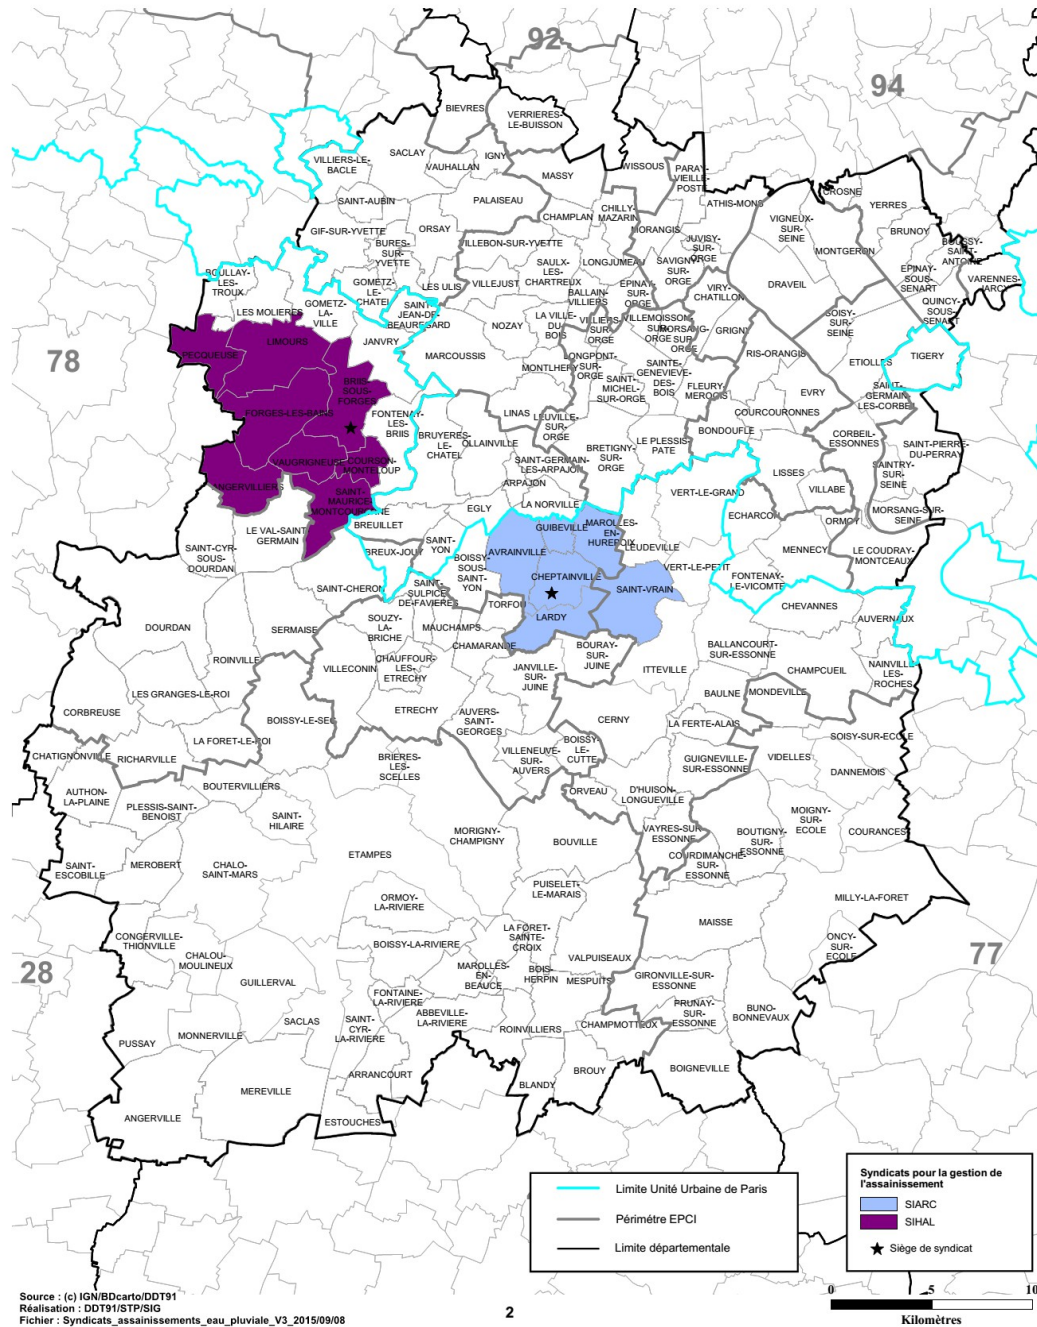 92
94
BIEVRES
VERRIERES-
LE-BUISSON
SACLAY
VAUHALLAN
IGNY
WISSOUS
VILLIERS-LE-
BACLE
MASSY
PARAY-
VIEILLE-
POSTE
SAINT-AUBIN
PALAISEAU
CHAMPLAN
CHILLY-
MAZARIN
ATHIS-MONS
VIGNEUX-
SUR-
SEINE
CROSNE
YERRES
BRUNOY
BOUSSY-
SAINT-
ANTOINE
GIF-SUR-YVETTE
ORSAY
BURES-
SUR-
YVETTE
VILLEBON-SUR-YVETTE
MORANGIS
JUVISY-
SUR-
ORGE
MONTGERON
EPINAY-
SOUS-
SENART
VARENNES-
JARCY
BOULLAY-
LES-
TROUX
GOMETZ-
LE-
CHATEL
LES ULIS
VILLEJUST
SAULX-
LES-
CHARTREUX
LONGJUMEAU
SAVIGNY-
SUR-
ORGE
VIRY-
CHATILLON
DRAVEIL
QUINCY-
SOUS-
SENART
LES MOLIERES
GOMETZ-
LA-
VILLE
SAINT-
JEAN-DE-
BEAUREGARD
BALLAIN-
VILLIERS
EPINAY-
SUR-
ORGE
NOZAY
LA VILLE-
DU-
BOIS
VILLIERS-
SUR-
ORGE
VILLEMOISSON-
SUR-
ORGE
MORSANG-
SUR-
ORGE
GRIGNY
SOISY-
SUR-
SEINE
78
PECQUEUSE
LIMOURS
JANVRY
MARCOUSSIS
MONTLHERY
LONGPONT-
SUR-
ORGE
SAINTE-
GENEVIEVE-
DES-
BOIS
RIS-ORANGIS
ETIOLLES
TIGERY
BRIIS-
SOUS-
FORGES
SAINT-
MICHEL-
SUR-ORGE
FLEURY-
MEROGIS
EVRY
SAINT-
GERMAIN-
LES-CORBEIL
FORGES-LES-BAINS
FONTENAY-
LES-
BRIIS
BRUYERES-
LE-
CHATEL
OLLAINVILLE
LINAS
LEUVILLE-
SUR-
ORGE
COURCOURONNES
BONDOUFLE
CORBEIL-
ESSONNES
SAINT-PIERRE-
DU-PERRAY
VAUGRIGNEUSE
COURSON-
MONTELOUP
SAINT-GERMAIN-
LES-ARPAJON
BRETIGNY-
SUR-
ORGE
LE PLESSIS-
PATE
LISSES
SAINTRY-
SUR-
SEINE
ANGERVILLIERS
SAINT-
MAURICE-
MONTCOURONNE
ARPAJON
VERT-LE-GRAND
VILLABE
EGLY
LA NORVILLE
ECHARCON
ORMOY
MORSANG-SUR-
SEINE
LE VAL-SAINT
GERMAIN
BREUILLET
GUIBEVILLE
MAROLLES-
EN-
HUREPOIX
SAINT-CYR-
SOUS-
DOURDAN
BREUX-JOUY
SAINT-
YON
BOISSY-
SOUS-
SAINT-
YON
AVRAINVILLE
LEUDEVILLE
MENNECY
LE COUDRAY-
MONTCEAUX
VERT-LE-PETIT
FONTENAY-
LE-VICOMTE
SAINT-CHERON
SAINT-
SULPICE
DE-FAVIERES
CHEPTAINVILLE
SAINT-VRAIN
TORFOU
LARDY
CHEVANNES
AUVERNAUX
DOURDAN
SERMAISE
SOUZY-
LA-
BRICHE
MAUCHAMPS
CHAMARANDE
BOURAY-
SUR-
JUINE
BALLANCOURT-
SUR-ESSONNE
ROINVILLE
VILLECONIN
CHAUFFOUR-
LES-
ETRECHY
JANVILLE-
SUR-
JUINE
ITTEVILLE
CHAMPCUEIL
NAINVILLE-
LES-
ROCHES
LES GRANGES-LE-ROI
BAULNE
MONDEVILLE
CORBREUSE
BOISSY-LE-SEC
ETRECHY
AUVERS-
SAINT-
GEORGES
CERNY
LA FERTE-ALAIS
SOISY-SUR-ECOLE
77
LA FORET-LE-ROI
CHATIGNONVILLE
RICHARVILLE
BRIERES-
LES-
SCELLES
VILLENEUVE-
SUR-
AUVERS
BOISSY-
LE-
CUTTE
GUIGNEVILLE-
SUR-ESSONNE
VIDELLES
DANNEMOIS
AUTHON-
LA-PLAINE
BOUTERVILLIERS
ORVEAU
D'HUISON-
LONGUEVILLE
PLESSIS-SAINT-
BENOIST
SAINT-
HILAIRE
MOIGNY-
SUR-
ECOLE
MORIGNY-
CHAMPIGNY
BOUVILLE
VAYRES-SUR-
ESSONNE
BOUTIGNY-
SUR-
ESSONNE
COURANCES
SAINT-
ESCOBILLE
MEROBERT
CHALO-
SAINT-MARS
ETAMPES
COURDIMANCHE-
SUR-
ESSONNE
PUISELET-
LE-MARAIS
ORMOY-
LA-RIVIERE
MILLY-LA-FORET
MAISSE
CONGERVILLE-
THIONVILLE
BOISSY-LA-RIVIERE
LA FORET-
SAINTE-
CROIX
ONCY-
SUR-
ECOLE
77
28
CHALOU-
MOULINEUX
GUILLERVAL
MAROLLES-
EN-
BEAUCE
BOIS-
HERPIN
VALPUISEAUX
MESPUITS
GIRONVILLE-SUR-
ESSONNE
FONTAINE-
LA-RIVIERE
PRUNAY-
SUR-
ESSONNE
BUNO-
BONNEVAUX
PUSSAY
MONNERVILLE
SACLAS
SAINT-
CYR-
LA-RIVIERE
ABBEVILLE-
LA-RIVIERE
ROINVILLIERS
CHAMPMOTTEUX
ARRANCOURT
BLANDY
BROUY
BOIGNEVILLE
ANGERVILLE
MEREVILLE
ESTOUCHES
Limite Unité Urbaine de Paris
Périmétre EPCI
Limite départementale
Syndicats pour la gestion de
l'assainissement
SIARC
SIHAL
Siège de syndicat
Source : (c) IGN/BDcarto/DDT91
Réalisation : DDT91/STP/SIG
Fichier : Syndicats_assainissements_eau_pluviale_V3_2015/09/08
2
0 5 10
Kilomètres